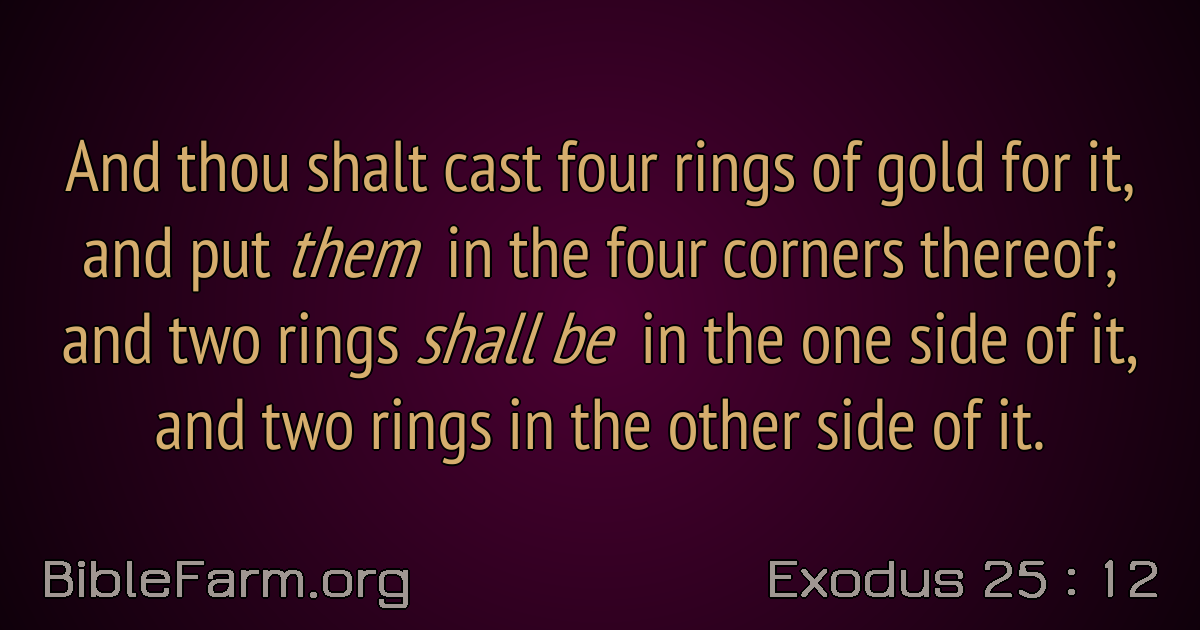 And thou shalt cast four rings of gold for it,
and put them in the four corners thereof;
and two rings shall be in the one side of it,
and two rings in the other side of it.
BibleFarm.org
Exodus 25 : 12